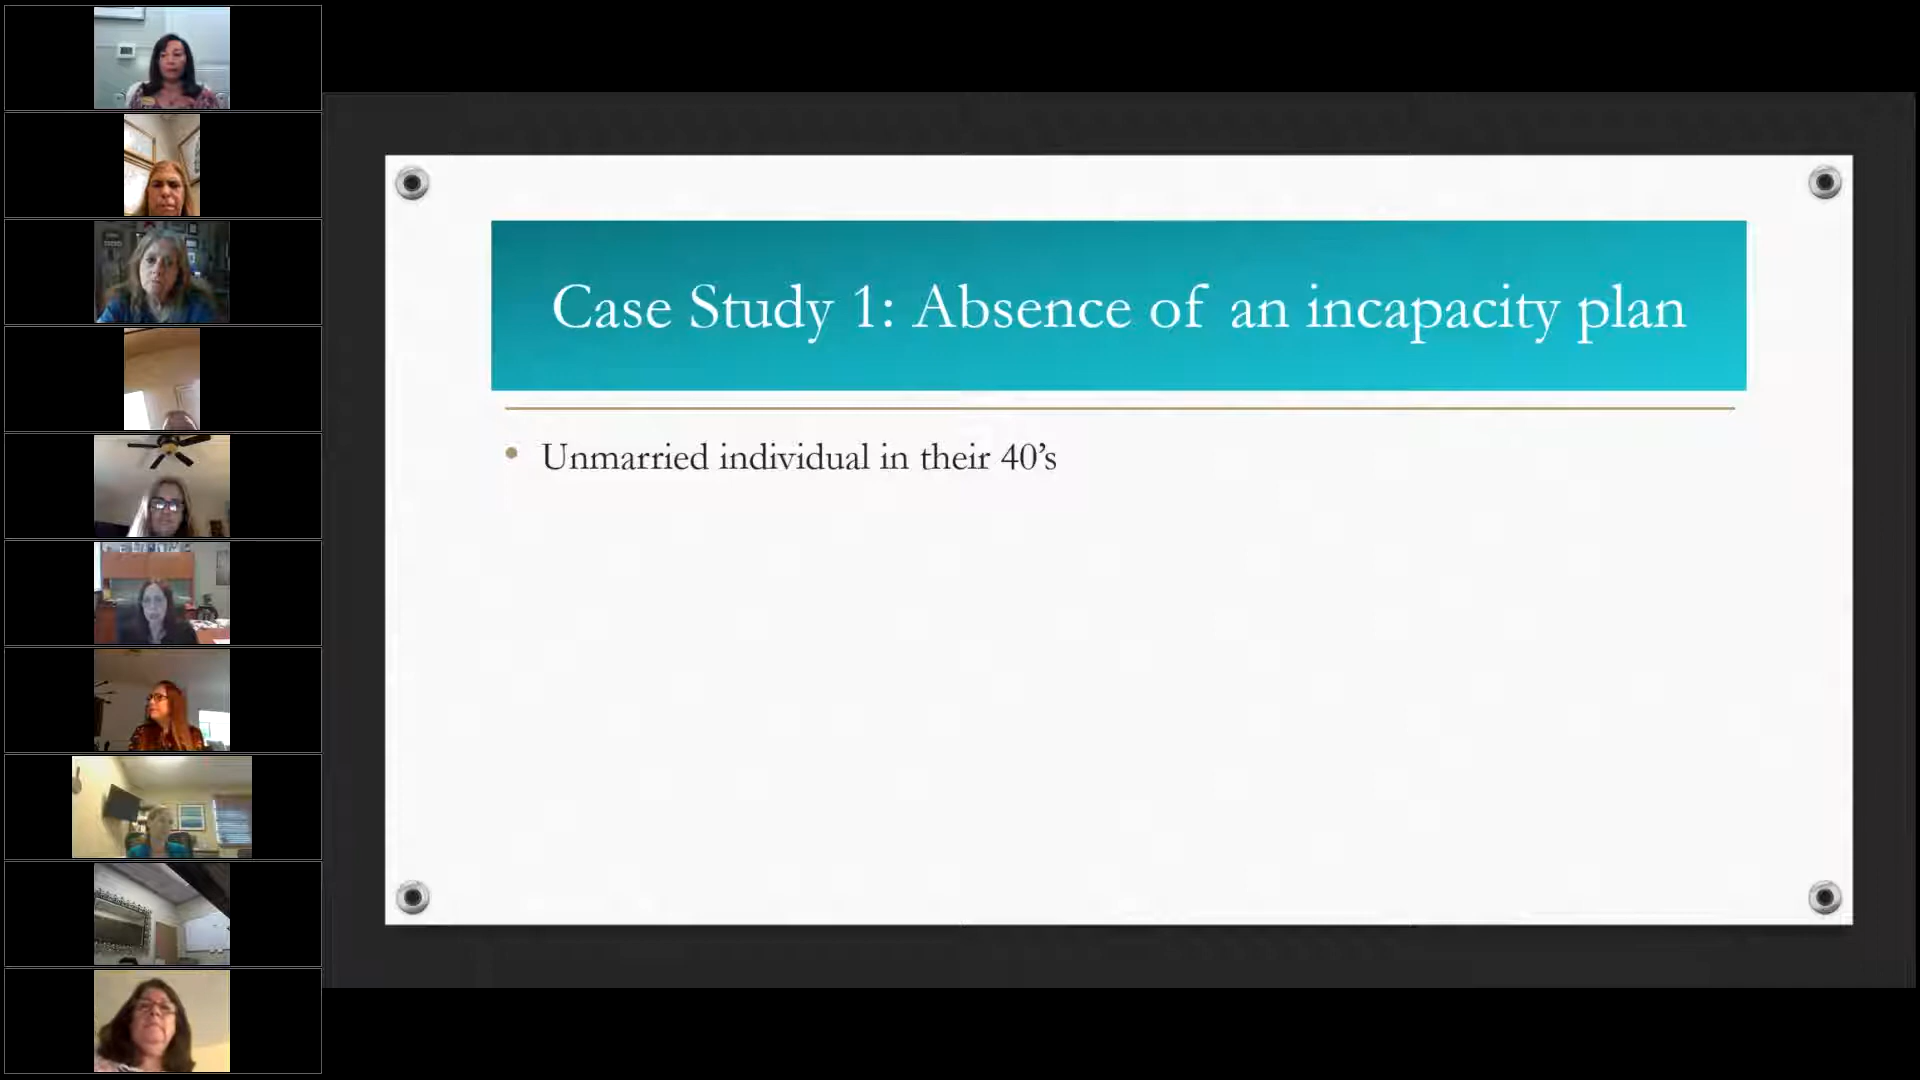 Case Study 1: Absence of an incapacity plan
Unmarried individual in their 40’s